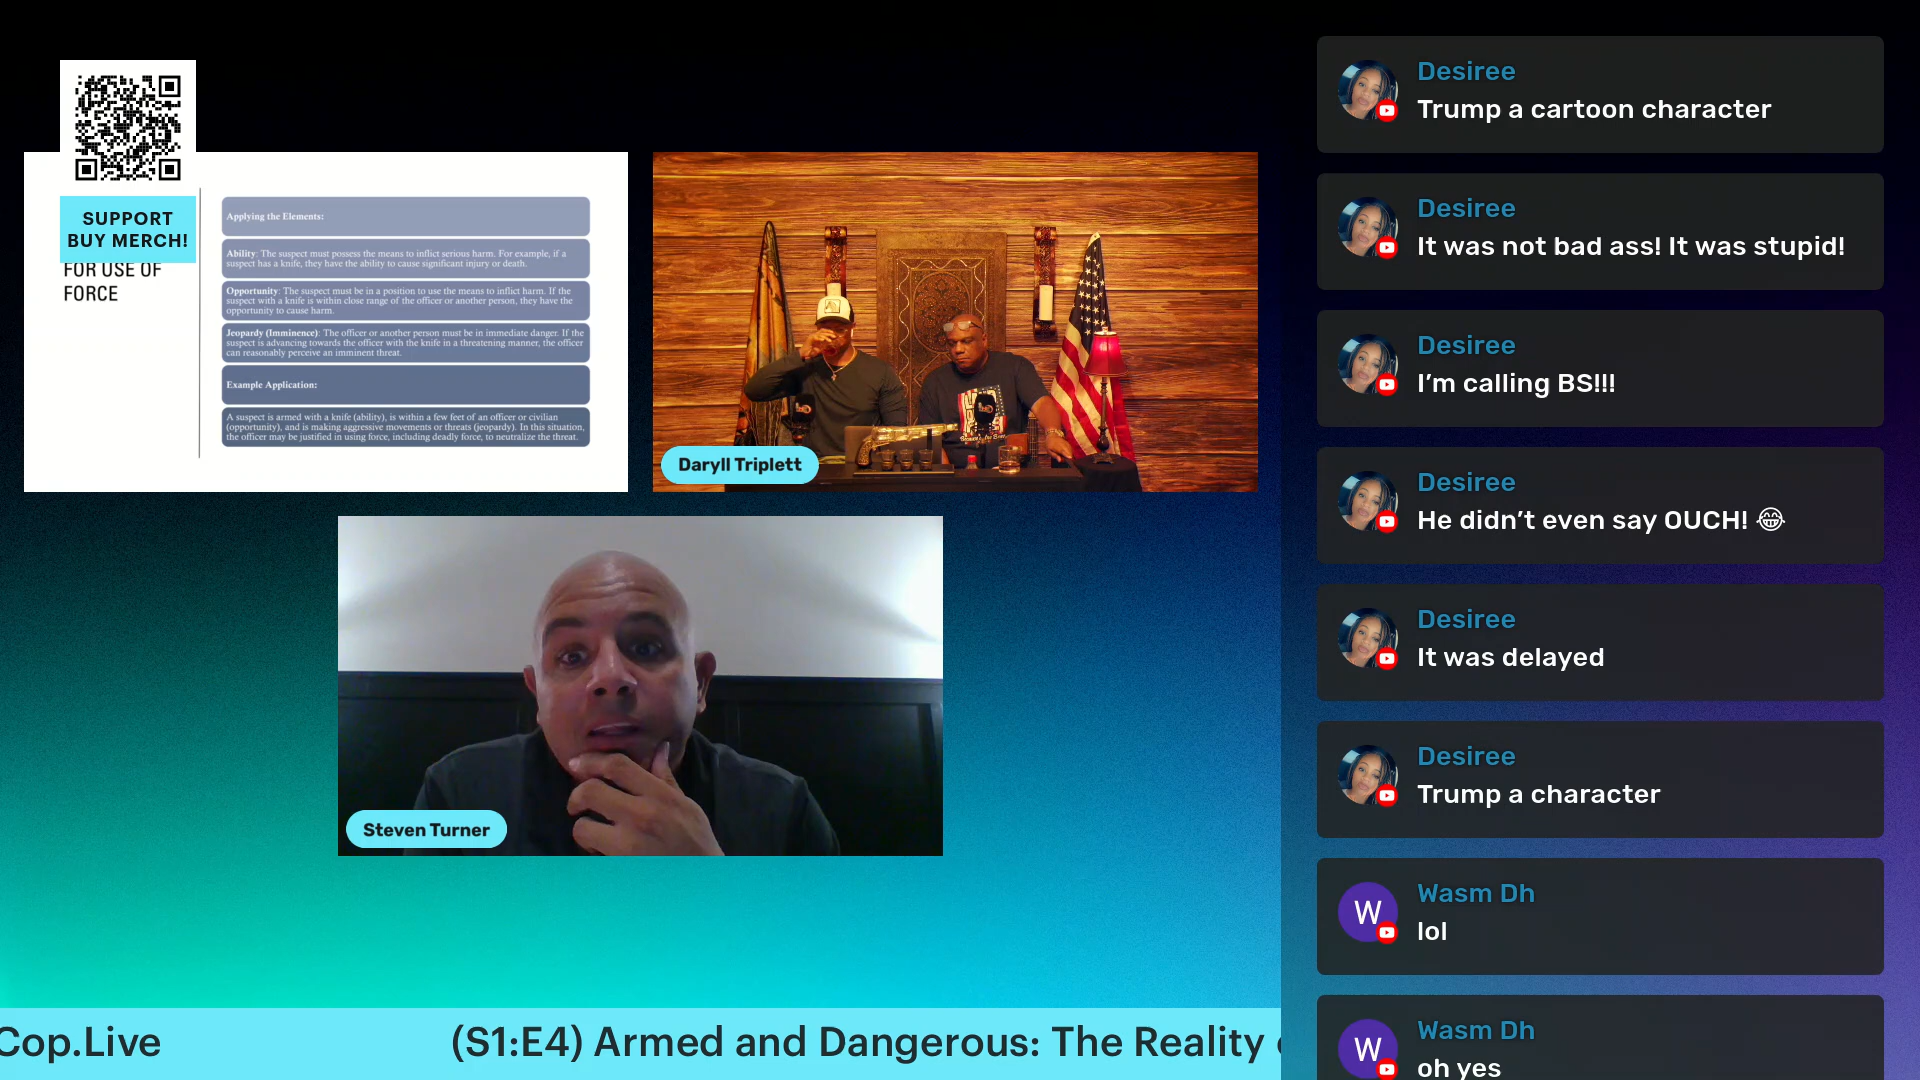 SUPPORT
BUY MERCH!
FOR USE OF
FORCE
Applying the Elements:
Ability: The suspect must possess the means to inflict serious harm. For example, if a
suspect has a knife, they have the ability to cause significant injury or death.
Opportunity: The suspect must be in a position to use the means to inflict harm. If the
suspect with a knife is within close range of the officer or another person, they have the
opportunity to cause harm.
Jeopardy (Imminence): The officer or another person must be in immediate danger. If the
suspect is advancing towards the officer with the knife in a threatening manner, the officer
can reasonably perceive an imminent threat.
Example Application:
A suspect is armed with a knife (ability), is within a few feet of an officer or civilian
(opportunity), and is making aggressive movements or threats (jeopardy). In this situation,
the officer may be justified in using force, including deadly force, to neutralize the threat.
Daryll Triplett
Steven Turner
Cop.Live (S1:E4) Armed and Dangerous: The Reality
Desiree
Trump a cartoon character
Desiree
It was not bad ass! It was stupid!
Desiree
I’m calling BS!!!
Desiree
He didn’t even say OUCH! 😂
Desiree
It was delayed
Desiree
Trump a character
W
Wasm Dh
lol
W
Wasm Dh
oh yes